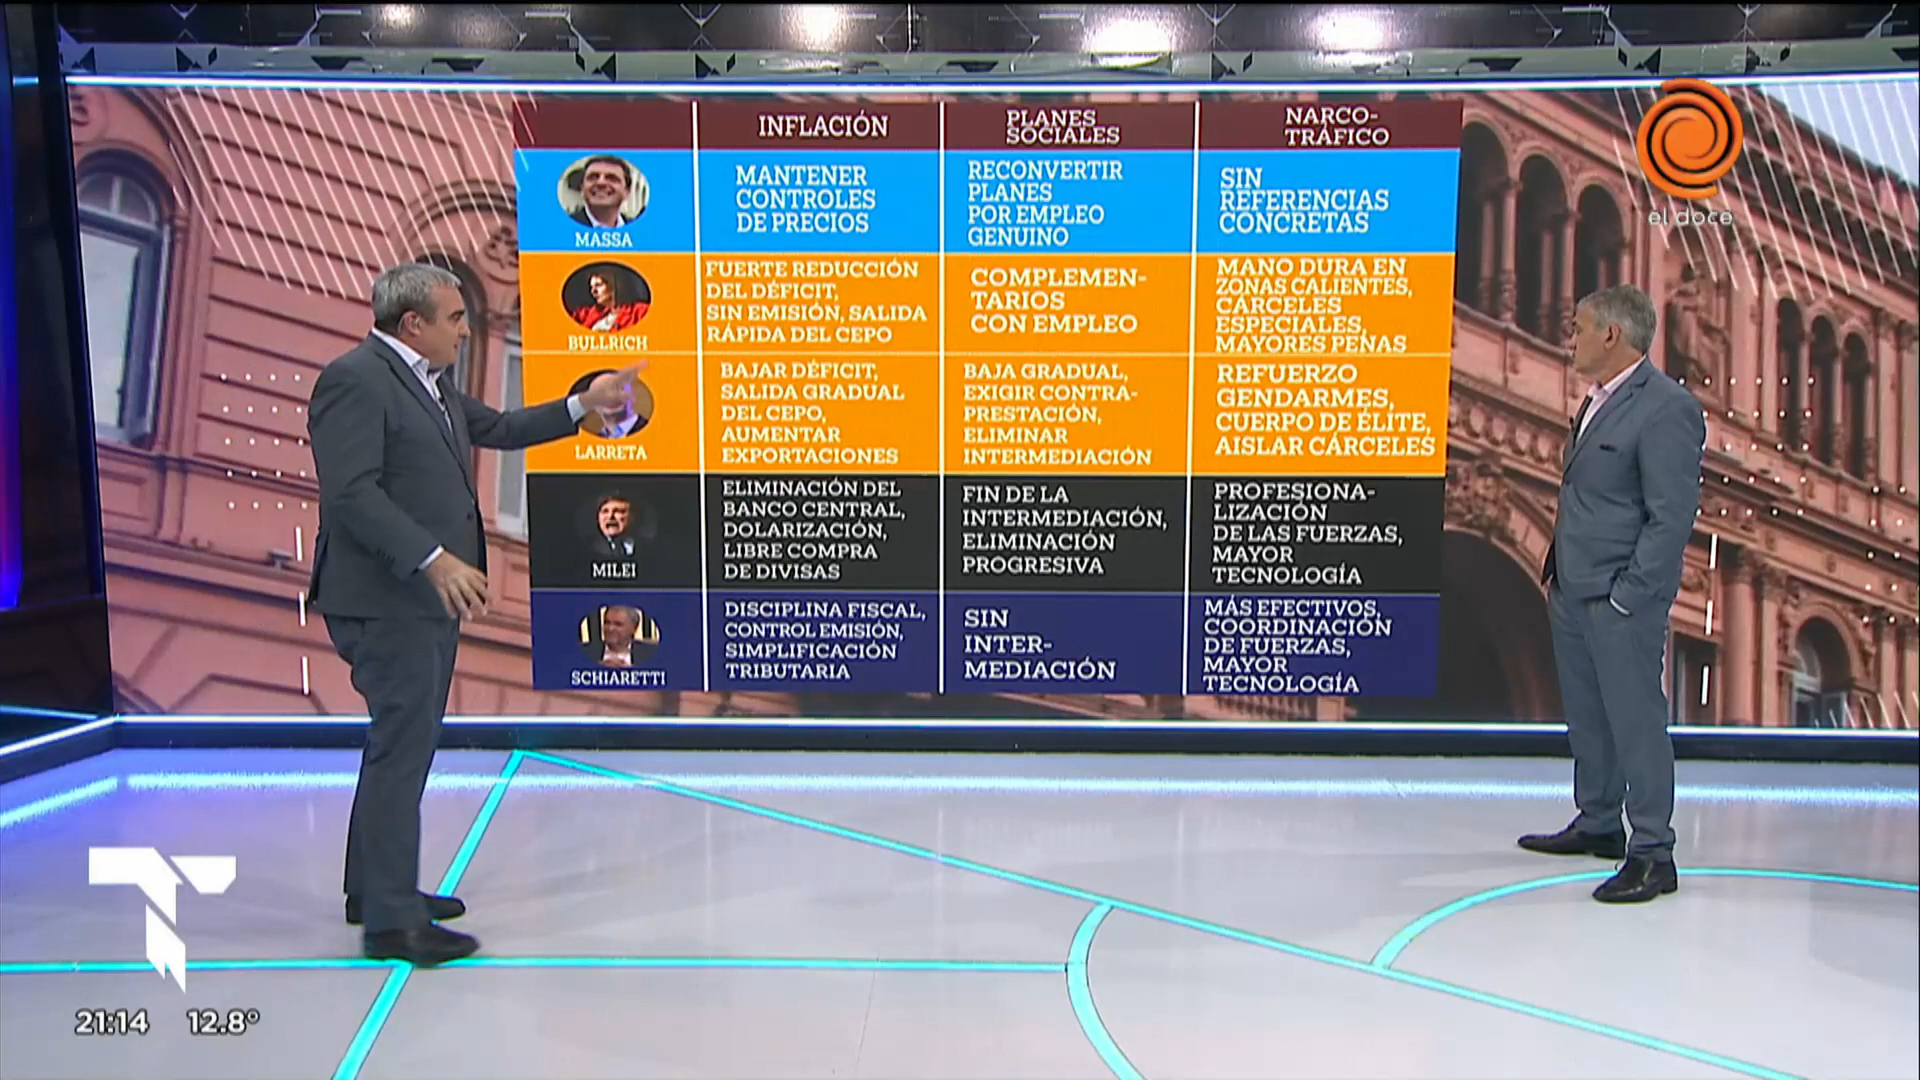 INFLACIÓN
PLANES
SOCIALES
NARCO-
TRÁFICO
MASSA
MANTENER
CONTROLES
DE PRECIOS
RECONVERTIR
PLANES
POR EMPLEO
GENUINO
SIN
REFERENCIAS
CONCRETAS
BULLRICH
FUERTE REDUCCIÓN
DEL DÉFICIT,
SIN EMISIÓN, SALIDA
RÁPIDA DEL CEPO
COMPLEMEN-
TARIOS
CON EMPLEO
MANO DURA EN
ZONAS CALIENTES,
CÁRCELES
ESPECIALES,
MAYORES PENAS
LARRETA
BAJAR DÉFICIT,
SALIDA GRADUAL
DEL CEPO,
AUMENTAR
EXPORTACIONES
BAJA GRADUAL,
EXIGIR CONTRA-
PRESTACIÓN,
ELIMINAR
INTERMEDIACIÓN
REFUERZO
GENDARMES,
CUERPO DE ÉLITE,
AISLAR CÁRCELES
MILEI
ELIMINACIÓN DEL
BANCO CENTRAL,
DOLARIZACIÓN,
LIBRE COMPRA
DE DIVISAS
FIN DE LA
INTERMEDIACIÓN,
ELIMINACIÓN
PROGRESIVA
PROFESIONA-
LIZACIÓN
DE LAS FUERZAS,
MAYOR
TECNOLOGÍA
SCHIARETTI
DISCIPLINA FISCAL,
CONTROL EMISIÓN,
SIMPLIFICACIÓN
TRIBUTARIA
SIN
INTER-
MEDIACIÓN
MÁS EFECTIVOS,
COORDINACIÓN
DE FUERZAS,
MAYOR
TECNOLOGÍA
el doce
21:14 12.8°